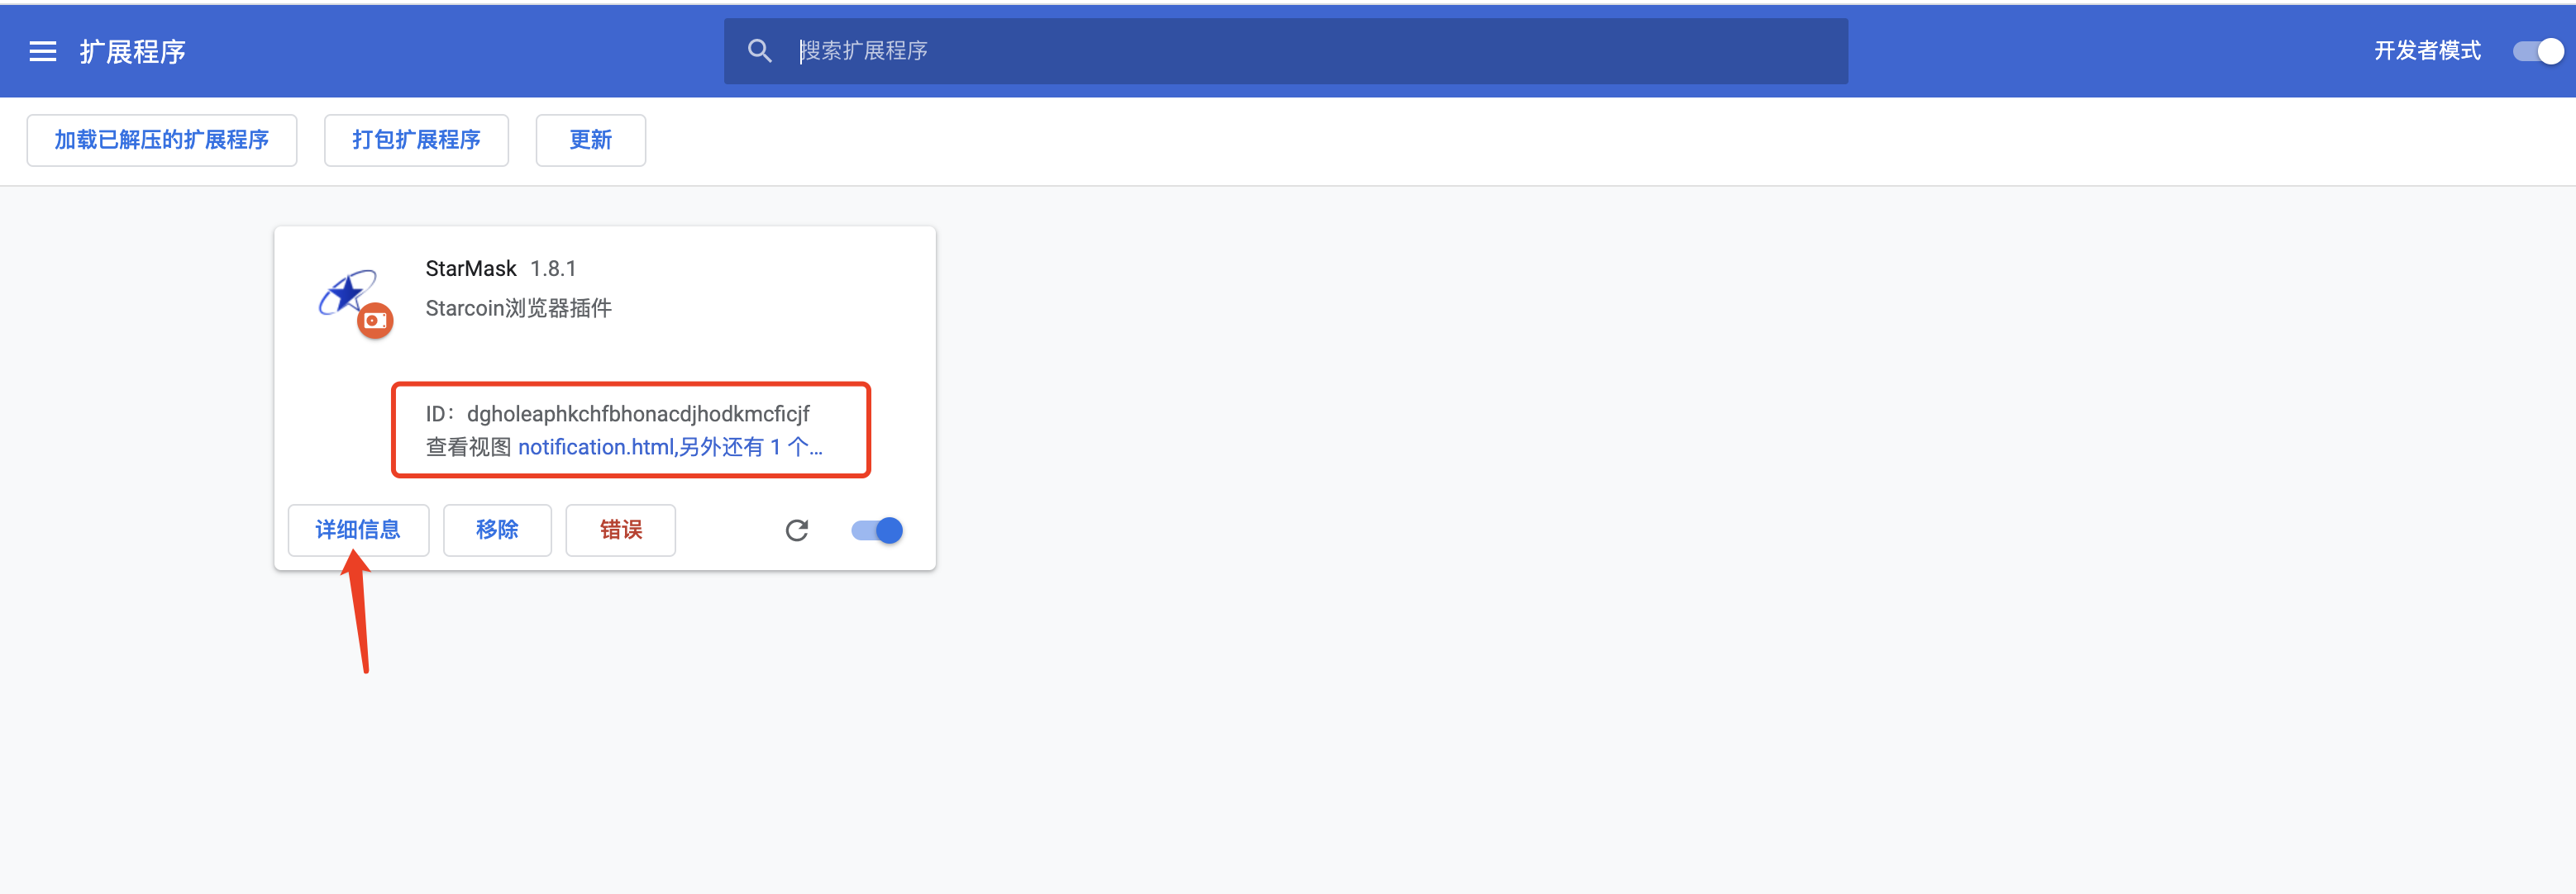 扩展程序
搜索扩展程序
开发者模式
加载已解压的扩展程序
打包扩展程序
更新
StarMask 1.8.1
Starcoin浏览器插件
ID：dgholeaphkchfbhonacdjhodkmcficjf
查看视图 notification.html,另外还有 1 个...
详细信息
移除
错误